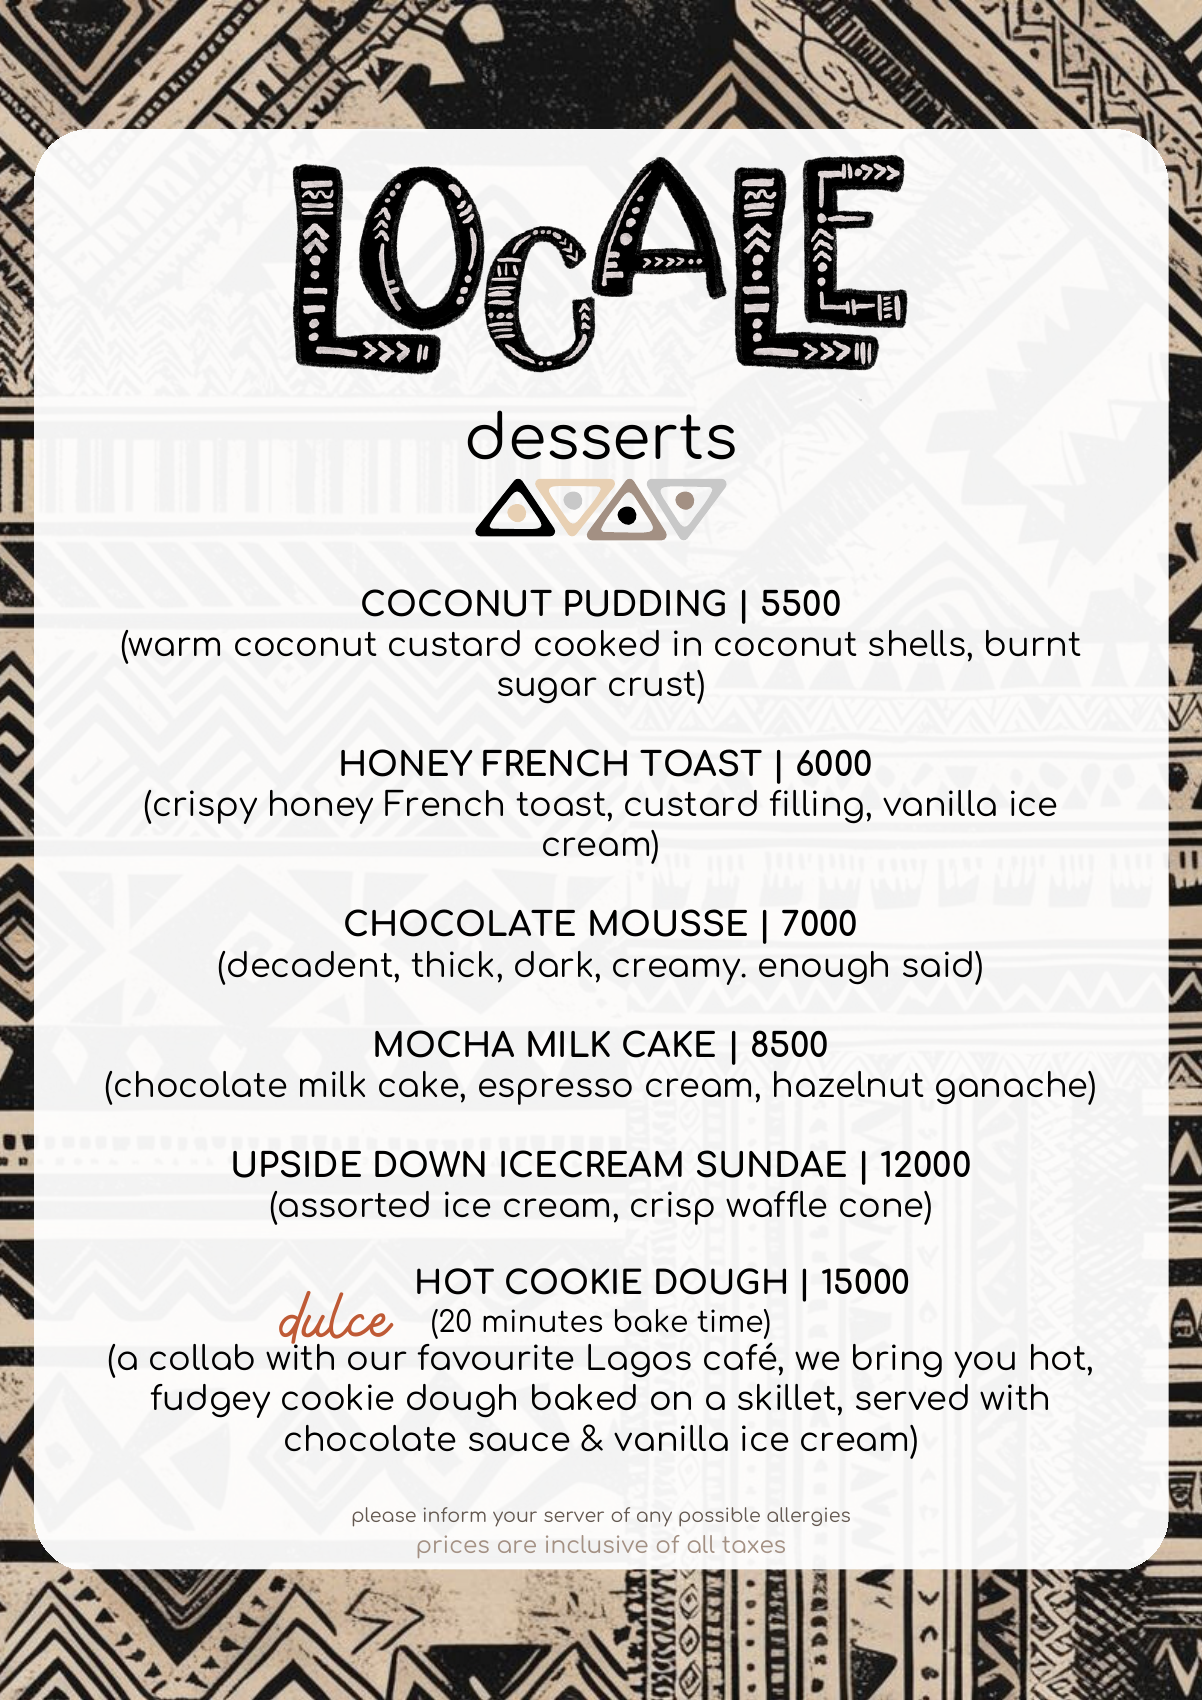 LOCALE
desserts
COCONUT PUDDING | 5500
(warm coconut custard cooked in coconut shells, burnt
sugar crust)
HONEY FRENCH TOAST | 6000
(crispy honey French toast, custard filling, vanilla ice
cream)
CHOCOLATE MOUSSE | 7000
(decadent, thick, dark, creamy. enough said)
MOCHA MILK CAKE | 8500
(chocolate milk cake, espresso cream, hazelnut ganache)
UPSIDE DOWN ICECREAM SUNDAE | 12000
(assorted ice cream, crisp waffle cone)
HOT COOKIE DOUGH | 15000
dulce (20 minutes bake time)
(a collab with our favourite Lagos café, we bring you hot,
fudgey cookie dough baked on a skillet, served with
chocolate sauce & vanilla ice cream)
please inform your server of any possible allergies
prices are inclusive of all taxes